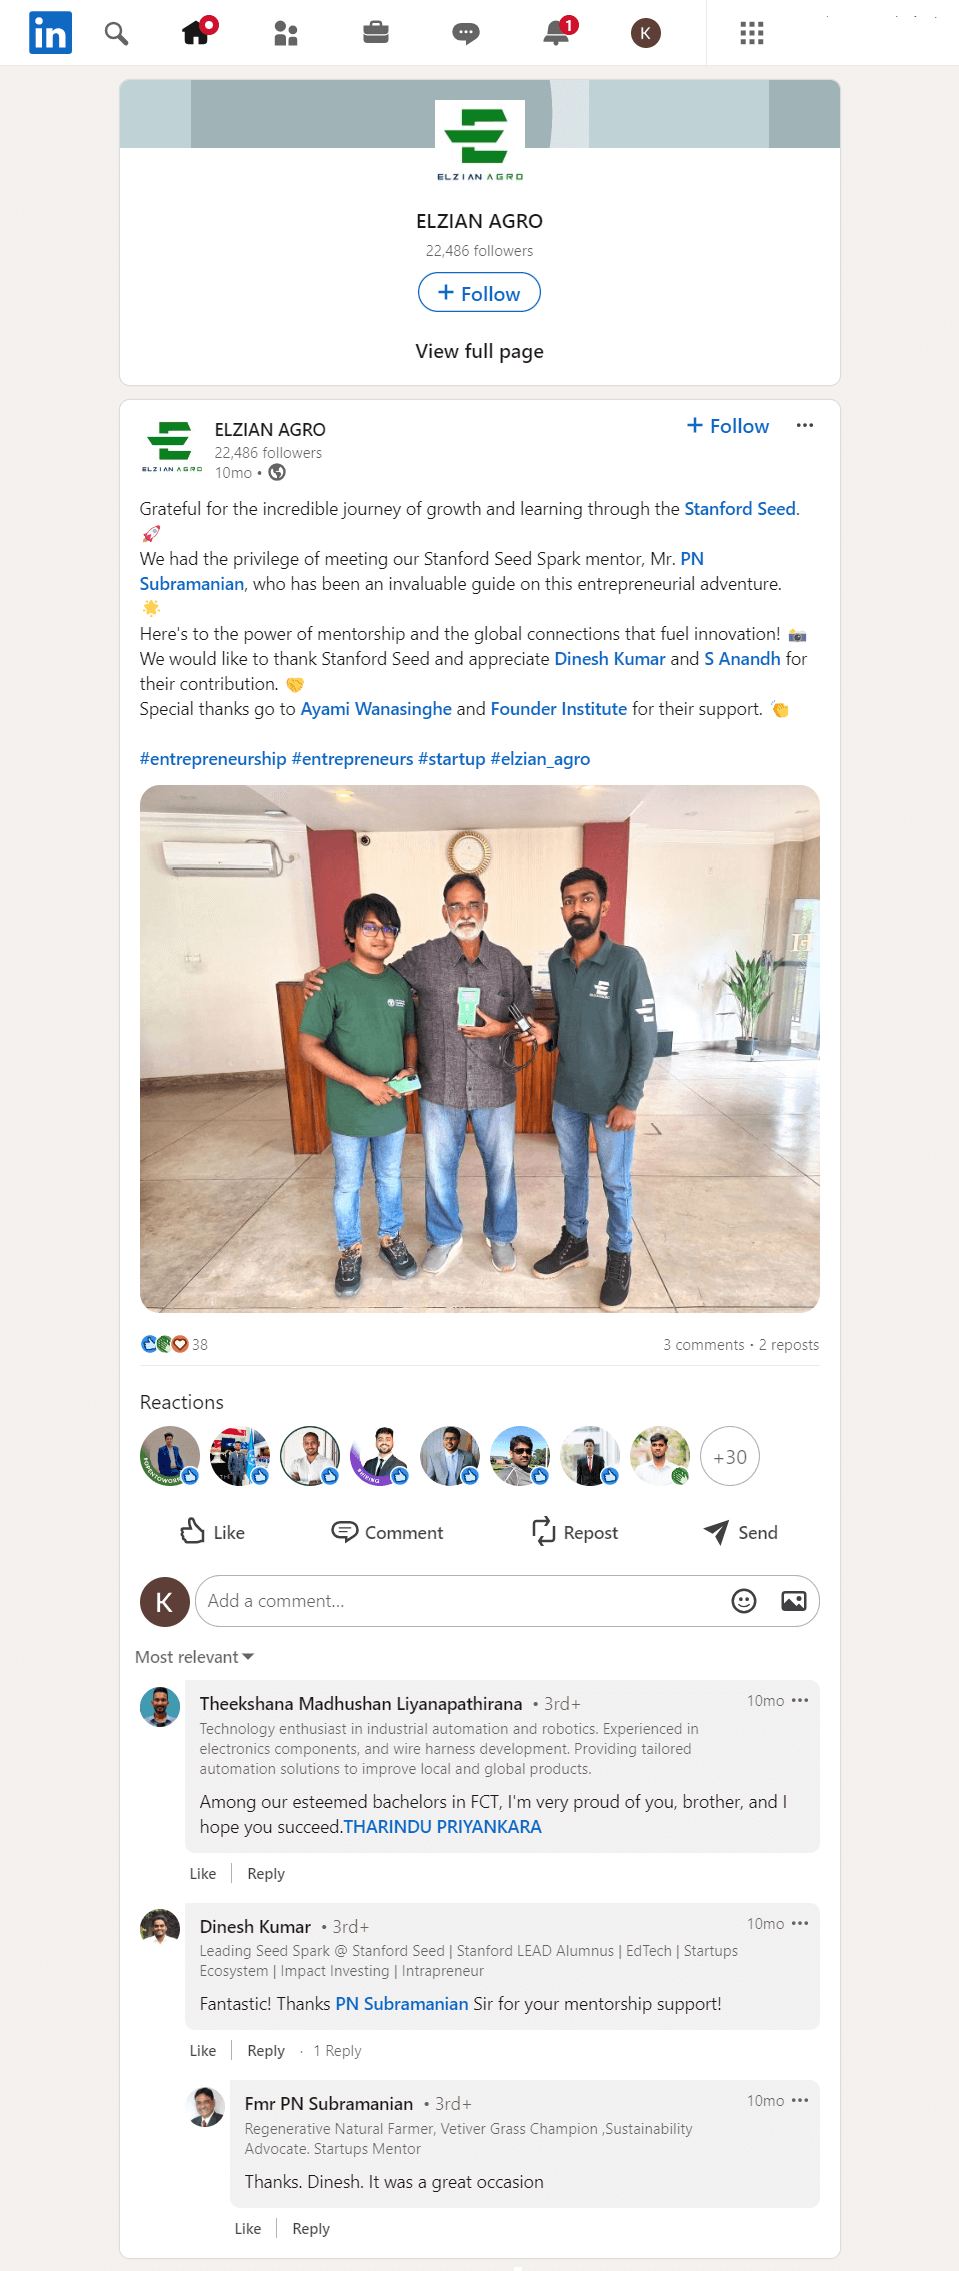 in
1
K
ELZIAN AGRO
ELZIAN AGRO
22,486 followers
+ Follow
View full page
ELZIAN AGRO
ELZIAN AGRO
22,486 followers
10mo •
+ Follow
Grateful for the incredible journey of growth and learning through the Stanford Seed.
🚀
We had the privilege of meeting our Stanford Seed Spark mentor, Mr. PN
Subramanian, who has been an invaluable guide on this entrepreneurial adventure.
🌟
Here's to the power of mentorship and the global connections that fuel innovation! 📸
We would like to thank Stanford Seed and appreciate Dinesh Kumar and S Anandh for
their contribution. 🤝
Special thanks go to Ayami Wanasinghe and Founder Institute for their support. 👏
#entrepreneurship #entrepreneurs #startup #elzian_agro
38
3 comments • 2 reposts
Reactions
#OPENTOWORK
#HIRING
+30
Like
Comment
Repost
Send
K
Add a comment...
Most relevant
Theekshana Madhushan Liyanapathirana • 3rd+
10mo
Technology enthusiast in industrial automation and robotics. Experienced in
electronics components, and wire harness development. Providing tailored
automation solutions to improve local and global products.
Among our esteemed bachelors in FCT, I'm very proud of you, brother, and I
hope you succeed.THARINDU PRIYANKARA
Like
Reply
Dinesh Kumar • 3rd+
10mo
Leading Seed Spark @ Stanford Seed | Stanford LEAD Alumnus | EdTech | Startups
Ecosystem | Impact Investing | Intrapreneur
Fantastic! Thanks PN Subramanian Sir for your mentorship support!
Like
Reply · 1 Reply
Fmr PN Subramanian • 3rd+
10mo
Regenerative Natural Farmer, Vetiver Grass Champion ,Sustainability
Advocate. Startups Mentor
Thanks. Dinesh. It was a great occasion
Like
Reply